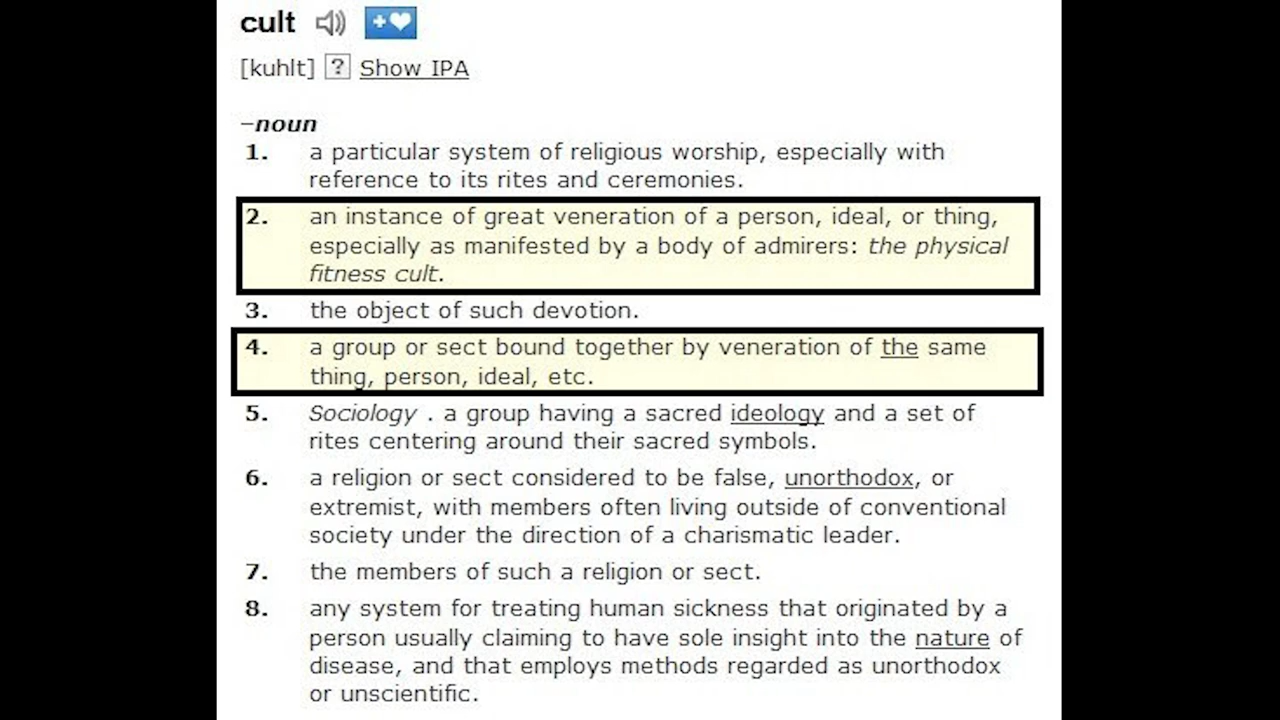 cult
[kuhlt] ? Show IPA
–noun
1. a particular system of religious worship, especially with
reference to its rites and ceremonies.
2. an instance of great veneration of a person, ideal, or thing,
especially as manifested by a body of admirers: the physical
fitness cult.
3. the object of such devotion.
4. a group or sect bound together by veneration of the same
thing, person, ideal, etc.
5. Sociology . a group having a sacred ideology and a set of
rites centering around their sacred symbols.
6. a religion or sect considered to be false, unorthodox, or
extremist, with members often living outside of conventional
society under the direction of a charismatic leader.
7. the members of such a religion or sect.
8. any system for treating human sickness that originated by a
person usually claiming to have sole insight into the nature of
disease, and that employs methods regarded as unorthodox
or unscientific.